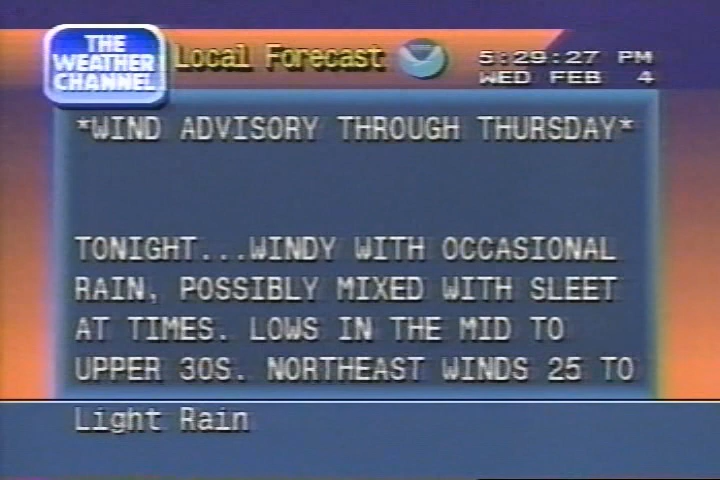 THE
WEATHER
CHANNEL
Local Forecast
5:29:27 PM
WED FEB 4
*WIND ADVISORY THROUGH THURSDAY*
TONIGHT...WINDY WITH OCCASIONAL
RAIN, POSSIBLY MIXED WITH SLEET
AT TIMES. LOWS IN THE MID TO
UPPER 30S. NORTHEAST WINDS 25 TO
Light Rain